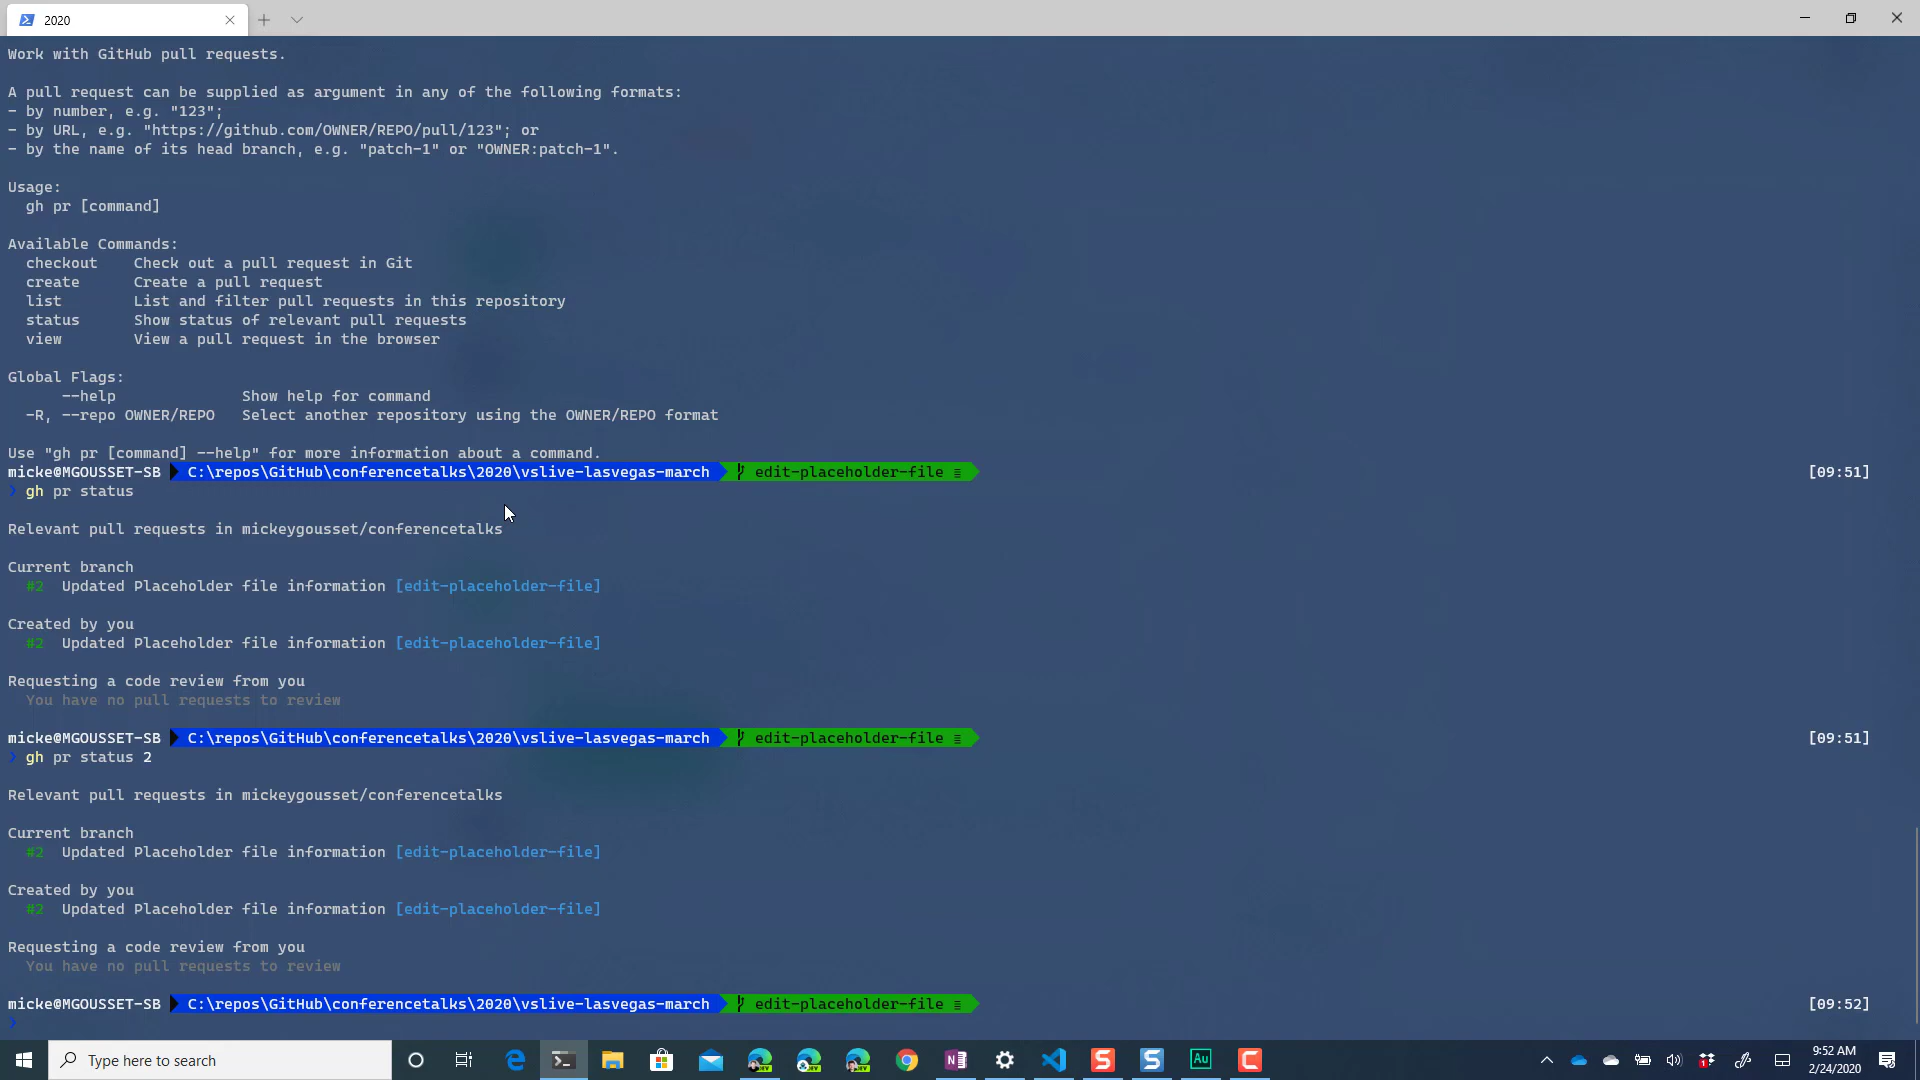 2020
Work with GitHub pull requests.
A pull request can be supplied as argument in any of the following formats:
- by number, e.g. "123";
- by URL, e.g. "https://github.com/OWNER/REPO/pull/123"; or
- by the name of its head branch, e.g. "patch-1" or "OWNER:patch-1".
Usage:
gh pr [command]
Available Commands:
checkout    Check out a pull request in Git
create      Create a pull request
list        List and filter pull requests in this repository
status      Show status of relevant pull requests
view        View a pull request in the browser
Global Flags:
--help              Show help for command
-R, --repo OWNER/REPO   Select another repository using the OWNER/REPO format
Use "gh pr [command] --help" for more information about a command.
micke@MGOUSSET-SB C:\repos\GitHub\conferencetalks\2020\vslive-lasvegas-march edit-placeholder-file ≡ [09:51]
❯ gh pr status
Relevant pull requests in mickeygousset/conferencetalks
Current branch
#2  Updated Placeholder file information [edit-placeholder-file]
Created by you
#2  Updated Placeholder file information [edit-placeholder-file]
Requesting a code review from you
You have no pull requests to review
micke@MGOUSSET-SB C:\repos\GitHub\conferencetalks\2020\vslive-lasvegas-march edit-placeholder-file ≡ [09:51]
❯ gh pr status 2
Relevant pull requests in mickeygousset/conferencetalks
Current branch
#2  Updated Placeholder file information [edit-placeholder-file]
Created by you
#2  Updated Placeholder file information [edit-placeholder-file]
Requesting a code review from you
You have no pull requests to review
micke@MGOUSSET-SB C:\repos\GitHub\conferencetalks\2020\vslive-lasvegas-march edit-placeholder-file ≡ [09:52]
❯
Type here to search
Au
9:52 AM
2/24/2020